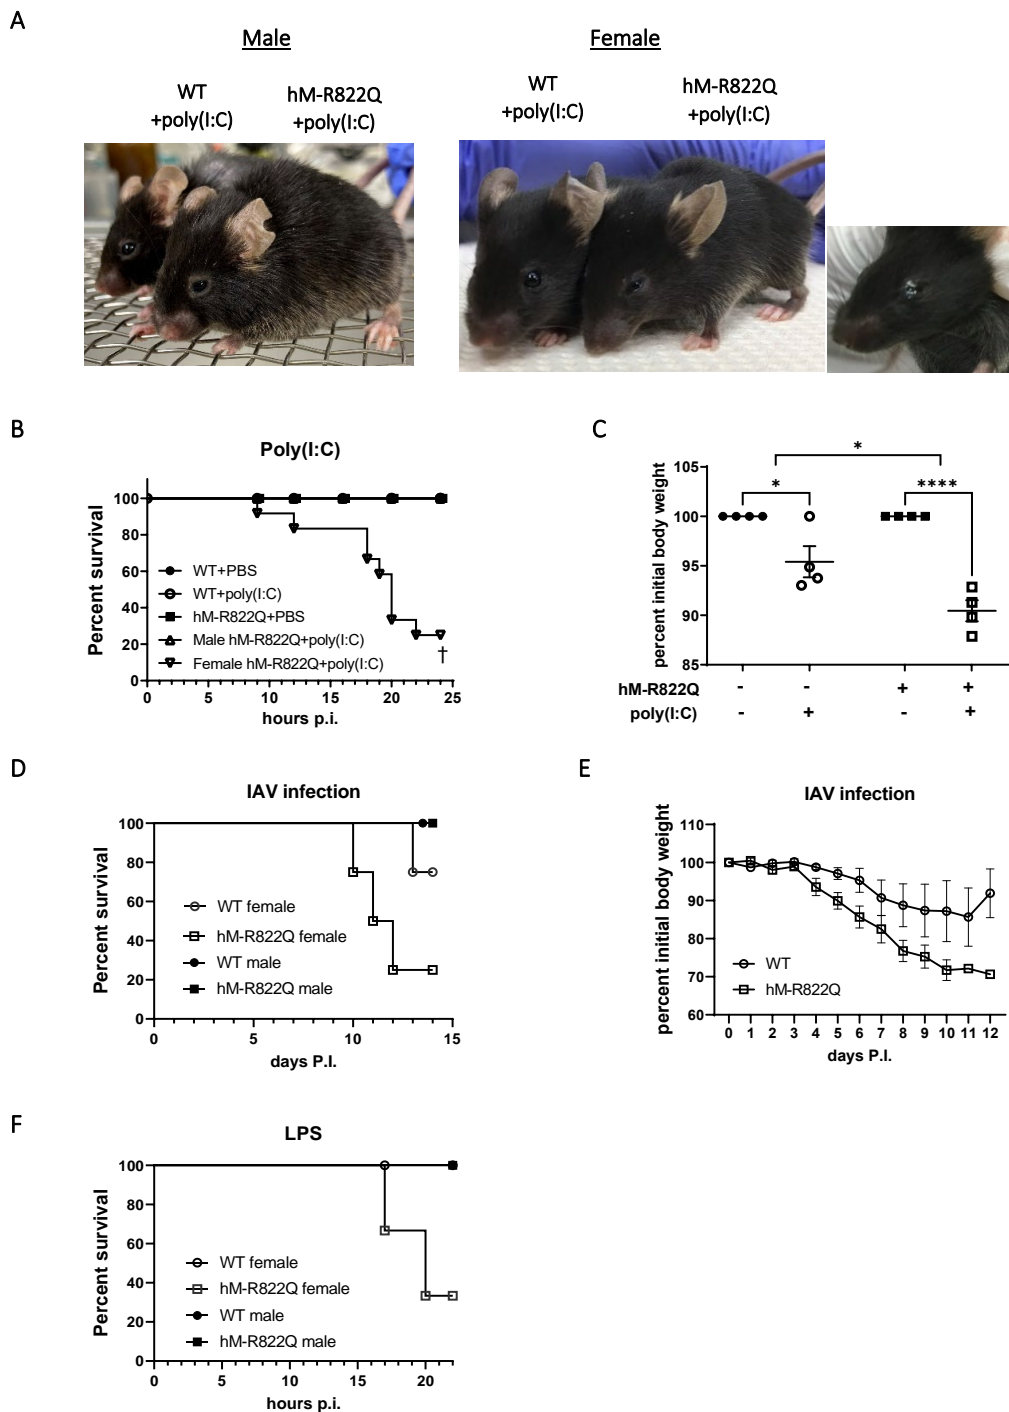 A
Male
Female
WT
+poly(I:C)
hM-R822Q
+poly(I:C)
WT
+poly(I:C)
hM-R822Q
+poly(I:C)
B
Poly(I:C)
Percent survival
100
80
60
40
20
0
WT+PBS
WT+poly(I:C)
hM-R822Q+PBS
Male hM-R822Q+poly(I:C)
Female hM-R822Q+poly(I:C)
†
0 5 10 15 20 25
hours p.i.
C
percent initial body weight
105
100
95
90
85
*
*
****
hM-R822Q - - + +
poly(I:C) - + - +
D
IAV infection
Percent survival
100
80
60
40
20
0
WT female
hM-R822Q female
WT male
hM-R822Q male
0 5 10 15
days P.I.
E
IAV infection
percent initial body weight
110
100
90
80
70
60
WT
hM-R822Q
0 1 2 3 4 5 6 7 8 9 10 11 12
days P.I.
F
LPS
Percent survival
100
80
60
40
20
0
WT female
hM-R822Q female
WT male
hM-R822Q male
0 5 10 15 20
hours p.i.